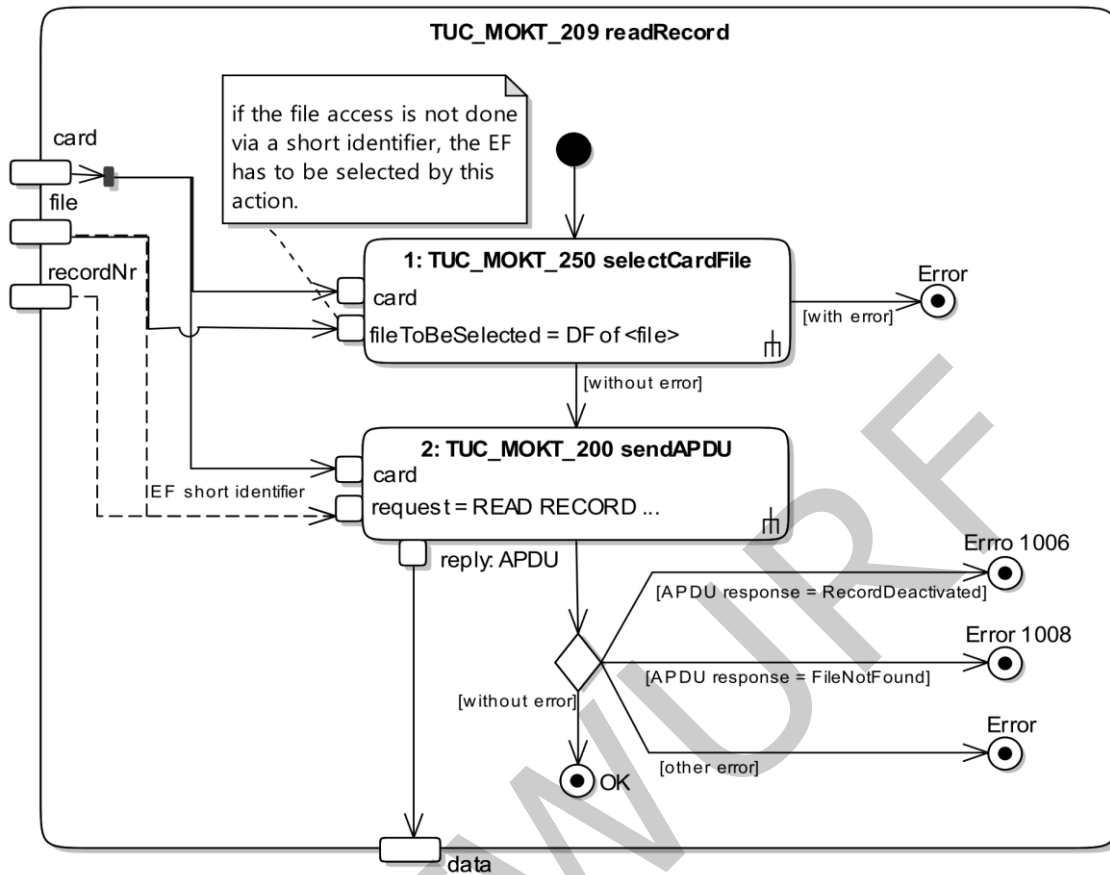 TUC_MOKT_209 readRecord
if the file access is not done
via a short identifier, the EF
has to be selected by this
action.
card
file
recordNr
1: TUC_MOKT_250 selectCardFile
card
fileToBeSelected = DF of <file>
Error
[with error]
[without error]
2: TUC_MOKT_200 sendAPDU
card
EF short identifier
request = READ RECORD ...
reply: APDU
Errro 1006
[APDU response = RecordDeactivated]
Error 1008
[APDU response = FileNotFound]
[without error]
Error
[other error]
OK
data
WURF